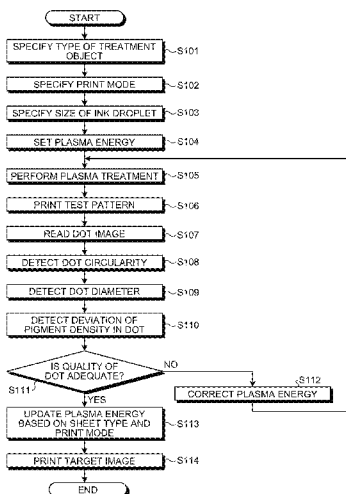 START
SPECIFY TYPE OF TREATMENT
OBJECT
S101
SPECIFY PRINT MODE
S102
SPECIFY SIZE OF INK DROPLET
S103
SET PLASMA ENERGY
S104
PERFORM PLASMA TREATMENT
S105
PRINT TEST PATTERN
S106
READ DOT IMAGE
S107
DETECT DOT CIRCULARITY
S108
DETECT DOT DIAMETER
S109
DETECT DEVIATION OF
PIGMENT DENSITY IN DOT
S110
IS QUALITY OF
DOT ADEQUATE?
S111
NO
S112
CORRECT PLASMA ENERGY
YES
UPDATE PLASMA ENERGY
BASED ON SHEET TYPE AND
PRINT MODE
S113
PRINT TARGET IMAGE
S114
END